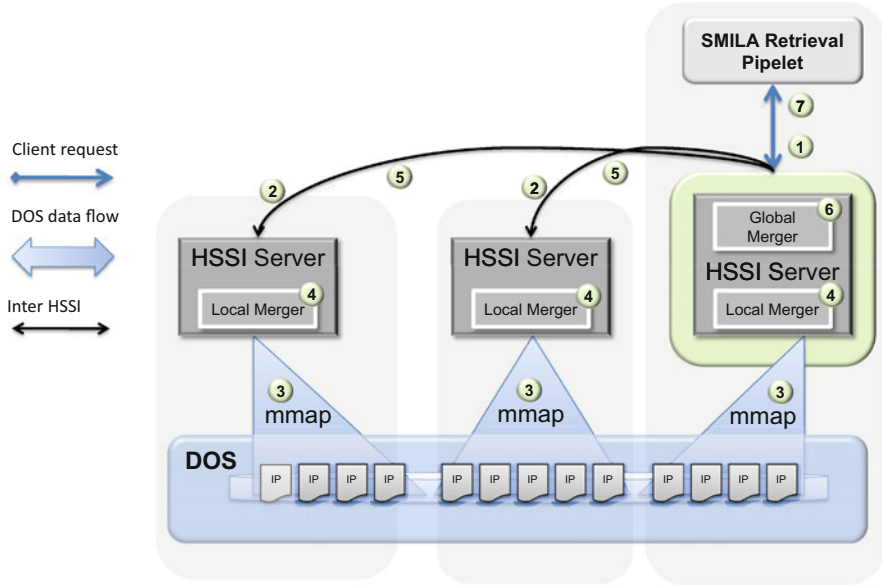 SMILA Retrieval
Pipelet
7
1
Client request
DOS data flow
Inter HSSI
2
5
2
5
HSSI Server
Local Merger
4
HSSI Server
Local Merger
4
Global
Merger
6
HSSI Server
Local Merger
4
3
mmap
3
mmap
3
mmap
DOS
IP IP IP IP IP IP IP IP IP IP IP IP IP